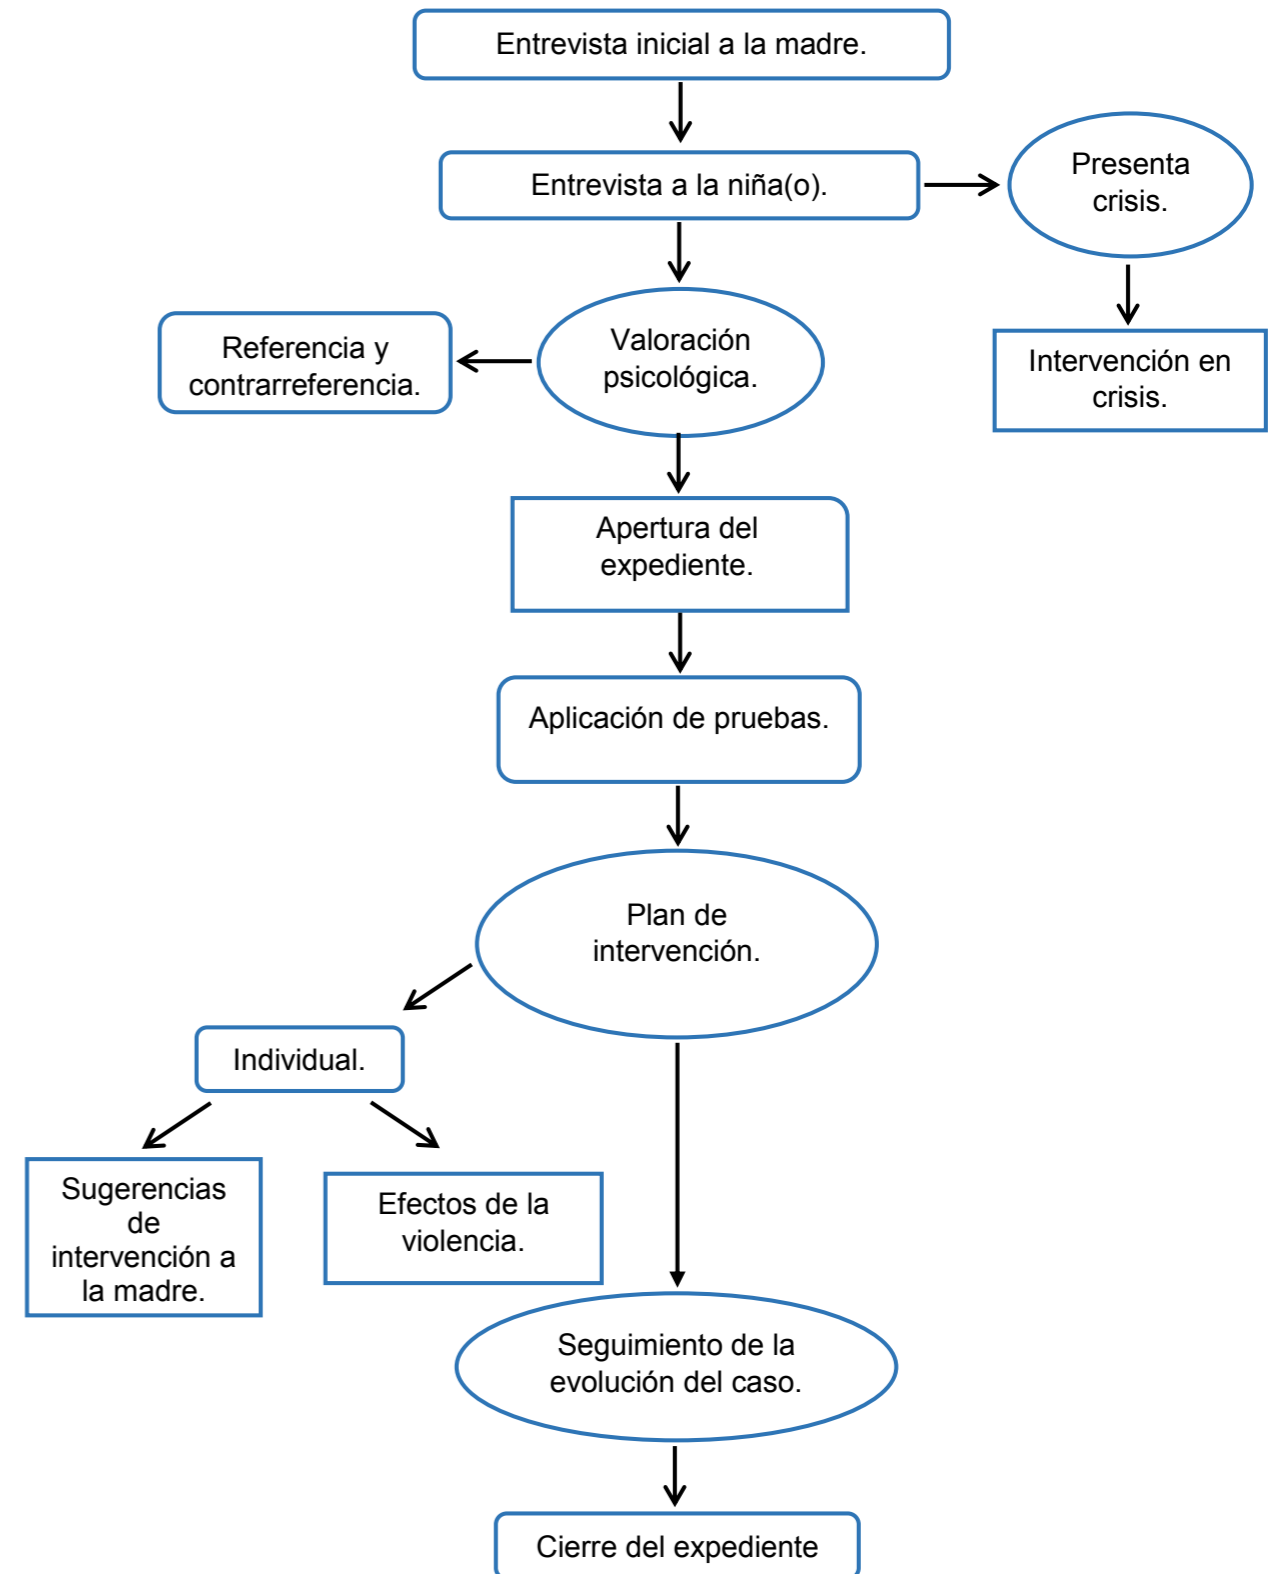 Entrevista inicial a la madre.
Entrevista a la niña(o).
Presenta
crisis.
Referencia y
contrarreferencia.
Valoración
psicológica.
Intervención en
crisis.
Apertura del
expediente.
Aplicación de pruebas.
Plan de
intervención.
Individual.
Sugerencias
de
intervención a
la madre.
Efectos de la
violencia.
Seguimiento de la
evolución del caso.
Cierre del expediente